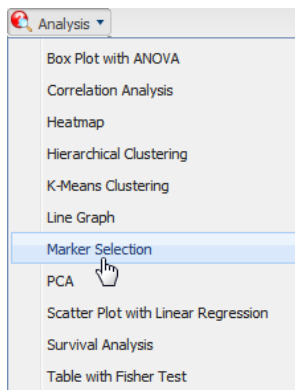 Analysis
Box Plot with ANOVA
Correlation Analysis
Heatmap
Hierarchical Clustering
K-Means Clustering
Line Graph
Marker Selection
PCA
Scatter Plot with Linear Regression
Survival Analysis
Table with Fisher Test